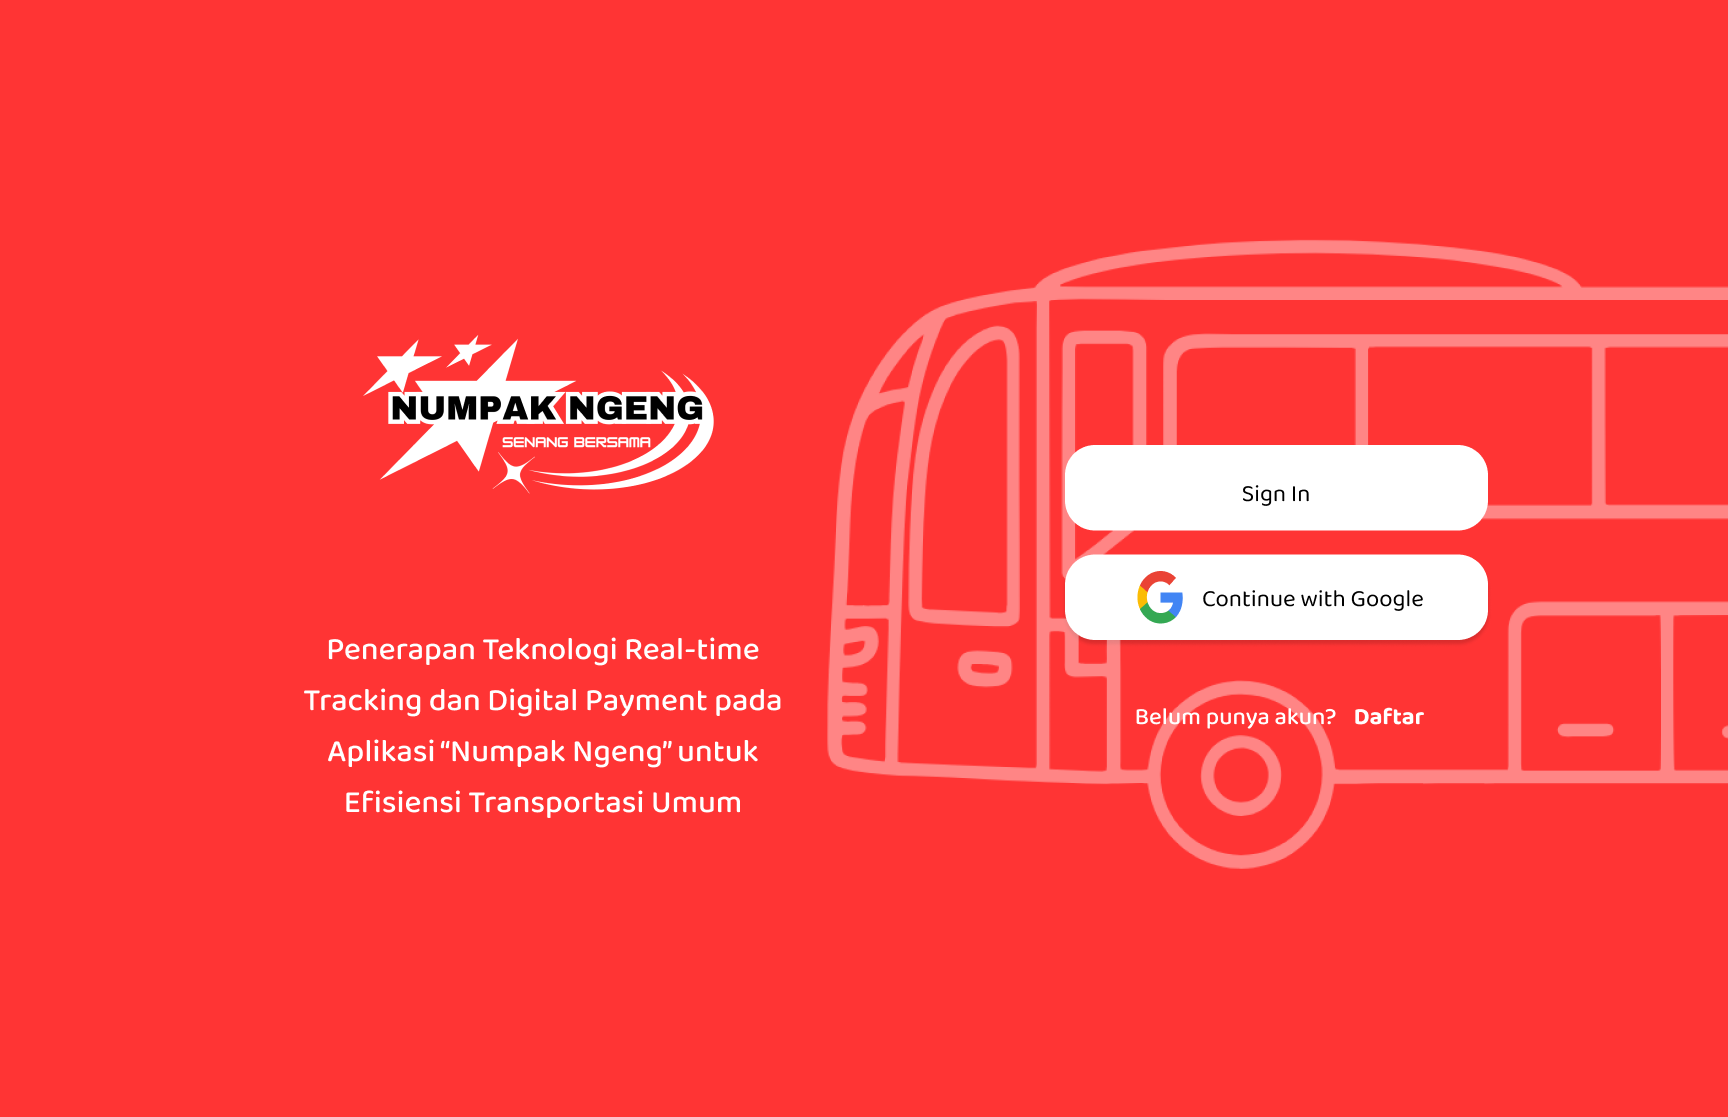 NUMPAK NGENG
SENANG BERSAMA
Penerapan Teknologi Real-time
Tracking dan Digital Payment pada
Aplikasi “Numpak Ngeng” untuk
Efisiensi Transportasi Umum
Sign In
Continue with Google
Belum punya akun? Daftar